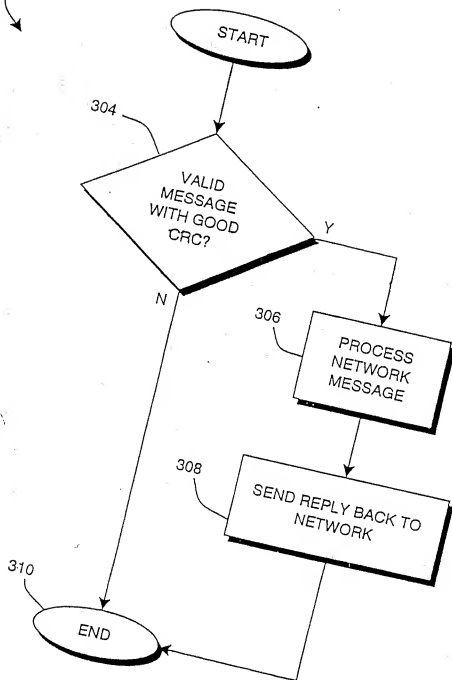 START
304
VALID
MESSAGE
WITH GOOD
CRC?
Y
N
306
PROCESS
NETWORK
MESSAGE
308
SEND REPLY BACK TO
NETWORK
310
END